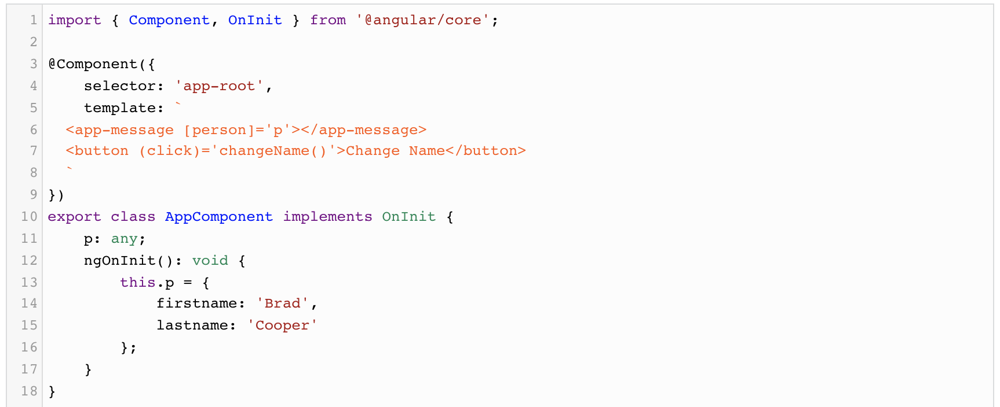 1 import { Component, OnInit } from '@angular/core';
2
3 @Component({
4     selector: 'app-root',
5     template: `
6   <app-message [person]='p'></app-message>
7   <button (click)='changeName()'>Change Name</button>
8   `
9 })
10 export class AppComponent implements OnInit {
11     p: any;
12     ngOnInit(): void {
13         this.p = {
14             firstname: 'Brad',
15             lastname: 'Cooper'
16         };
17     }
18 }